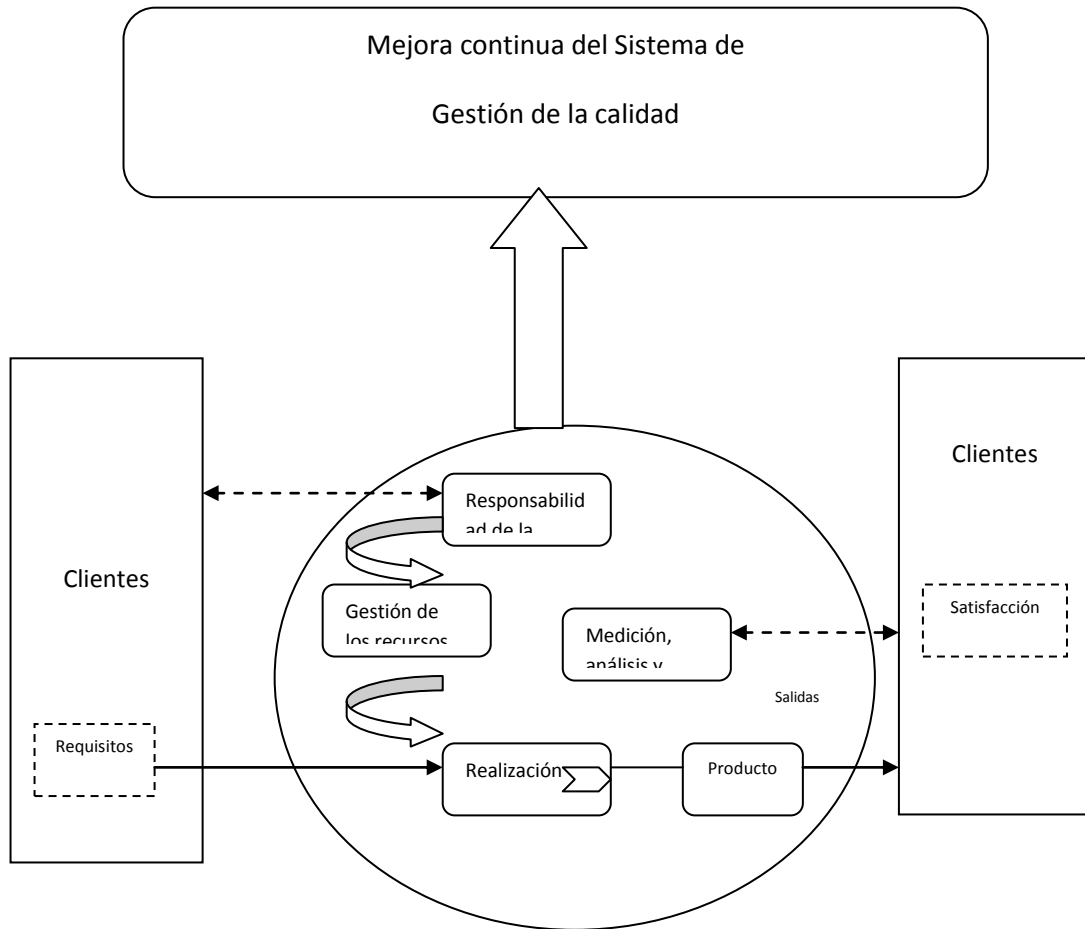 Mejora continua del Sistema de
Gestión de la calidad
Clientes
Requisitos
Responsabilid
ad de la
Gestión de
los recursos
Medición,
análisis y
Salidas
Realización
Producto
Clientes
Satisfacción